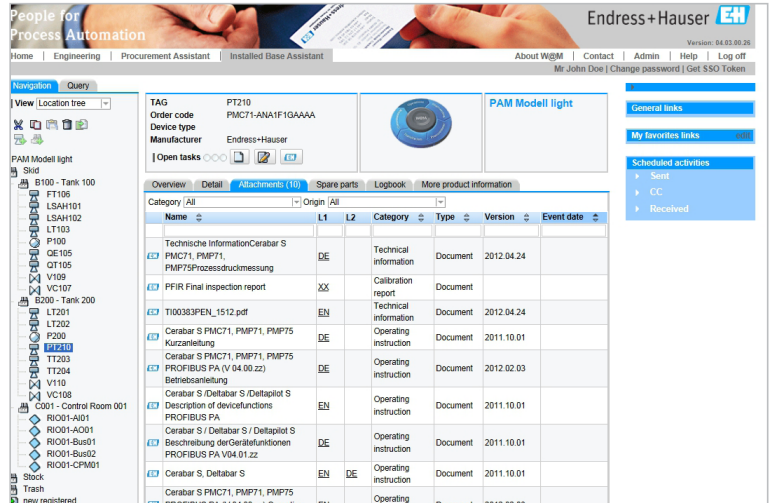 People for
Process Automation
Endress+Hauser EH
Version: 04.03.00.26
Home | Engineering | Procurement Assistant | Installed Base Assistant
About W@M | Contact | Admin | Help | Log off
Mr John Doe | Change password | Get SSO Token
Navigation Query
View Location tree
PAM Modell light
Skid
B100 - Tank 100
FT106
LSAH101
LSAH102
LT103
P100
QE105
QT105
V109
VC107
B200 - Tank 200
LT201
LT202
P200
PT210
TT203
TT204
V110
VC108
C001 - Control Room 001
RIO01-AI01
RIO01-AO01
RIO01-Bus01
RIO01-Bus02
RIO01-CPM01
Stock
Trash
new registered
TAG PT210
Order code PMC71-ANA1F1GAAAA
Device type
Manufacturer Endress+Hauser
Open tasks
PAM Modell light
Overview Detail Attachments (10) Spare parts Logbook More product information
Category All Origin All
Name L1 L2 Category Type Version Event date
Technische InformationCerabar S
PMC71, PMP71,
PMP75Prozessdruckmessung
DE
Technical
information
Document 2012.04.24
PFIR Final inspection report XX
Calibration
report
Document
TI00383PEN_1512.pdf EN
Technical
information
Document 2012.04.24
Cerabar S PMC71, PMP71, PMP75
Kurzanleitung
DE
Operating
instruction
Document 2011.10.01
Cerabar S PMC71, PMP71, PMP75
PROFIBUS PA (V 04.00.zz)
Betriebsanleitung
DE
Operating
instruction
Document 2012.02.03
Cerabar S /Deltabar S /Deltapilot S
Description of devicefunctions
PROFIBUS PA
EN
Operating
instruction
Document 2011.10.01
Cerabar S / Deltabar S / Deltapilot S
Beschreibung derGerätefunktionen
PROFIBUS PA V04.01.zz
DE
Operating
instruction
Document 2011.10.01
Cerabar S, Deltabar S EN DE
Operating
instruction
Document 2011.10.01
Cerabar S PMC71, PMP71, PMP75
Operating
General links
My favorites links edit
Scheduled activities
Sent
CC
Received